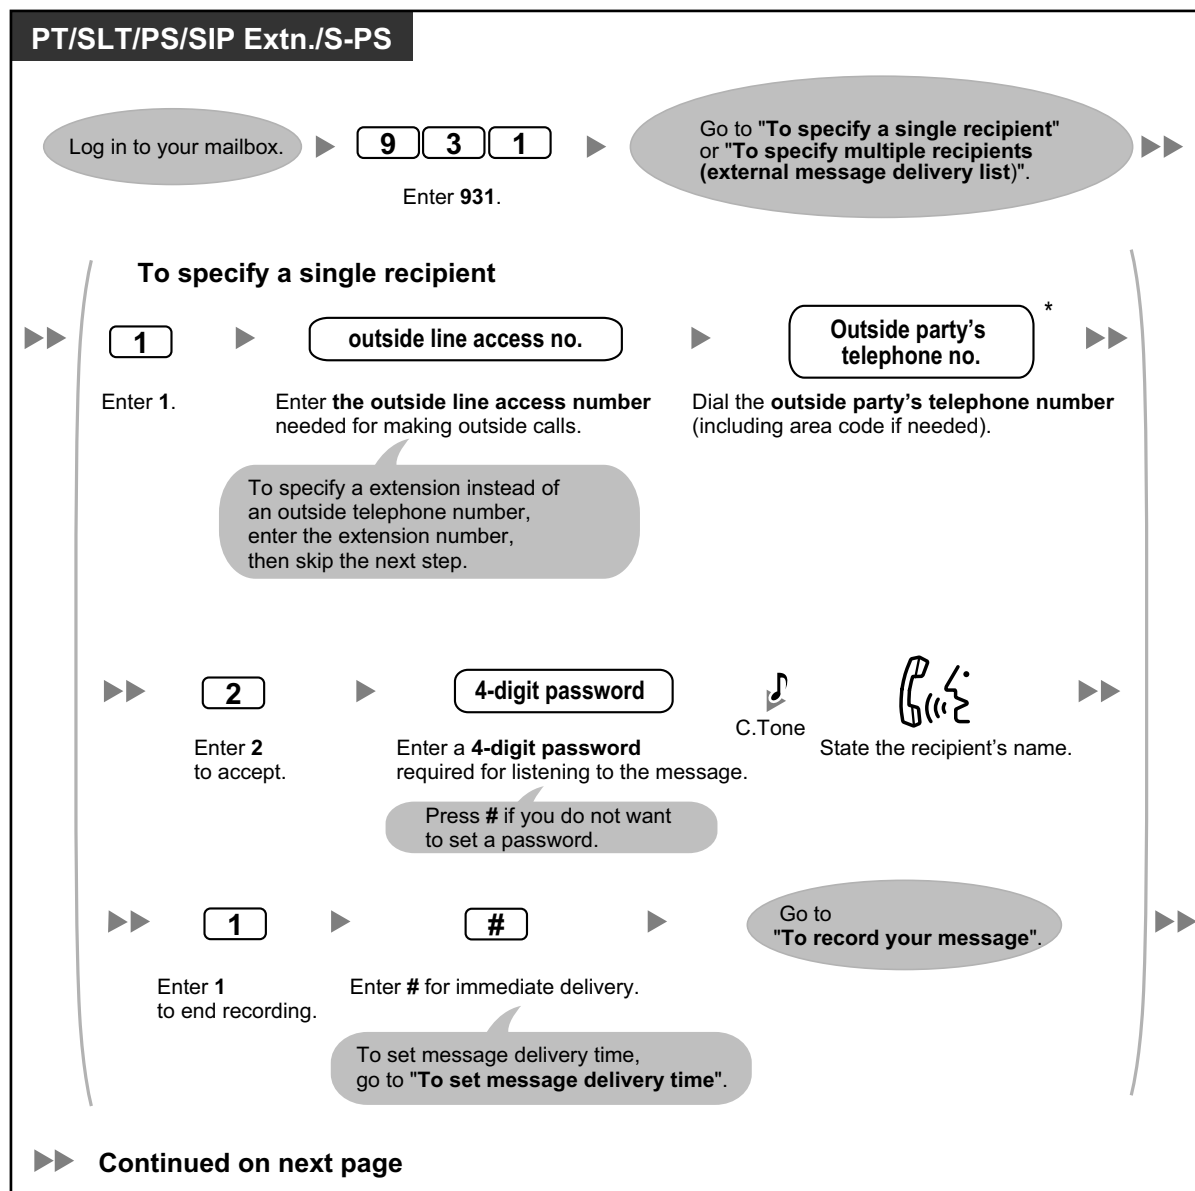 PT/SLT/PS/SIP Extn./S-PS
Log in to your mailbox.
9 3 1
Enter 931.
Go to "To specify a single recipient"
or "To specify multiple recipients
(external message delivery list)".
To specify a single recipient
1
Enter 1.
outside line access no.
Enter the outside line access number
needed for making outside calls.
To specify a extension instead of
an outside telephone number,
enter the extension number,
then skip the next step.
Outside party's
telephone no.
*
Dial the outside party's telephone number
(including area code if needed).
2
Enter 2
to accept.
4-digit password
Enter a 4-digit password
required for listening to the message.
Press # if you do not want
to set a password.
C.Tone
State the recipient's name.
1
Enter 1
to end recording.
#
Enter # for immediate delivery.
To set message delivery time,
go to "To set message delivery time".
Go to
"To record your message".
Continued on next page